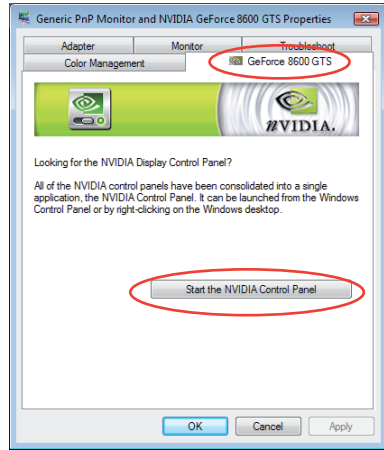 Generic PnP Monitor and NVIDIA GeForce 8600 GTS Properties
Adapter Monitor Troubleshoot
Color Management GeForce 8600 GTS
NVIDIA.
Looking for the NVIDIA Display Control Panel?
All of the NVIDIA control panels have been consolidated into a single
application, the NVIDIA Control Panel. It can be launched from the Windows
Control Panel or by right-clicking on the Windows desktop.
Start the NVIDIA Control Panel
OK Cancel Apply